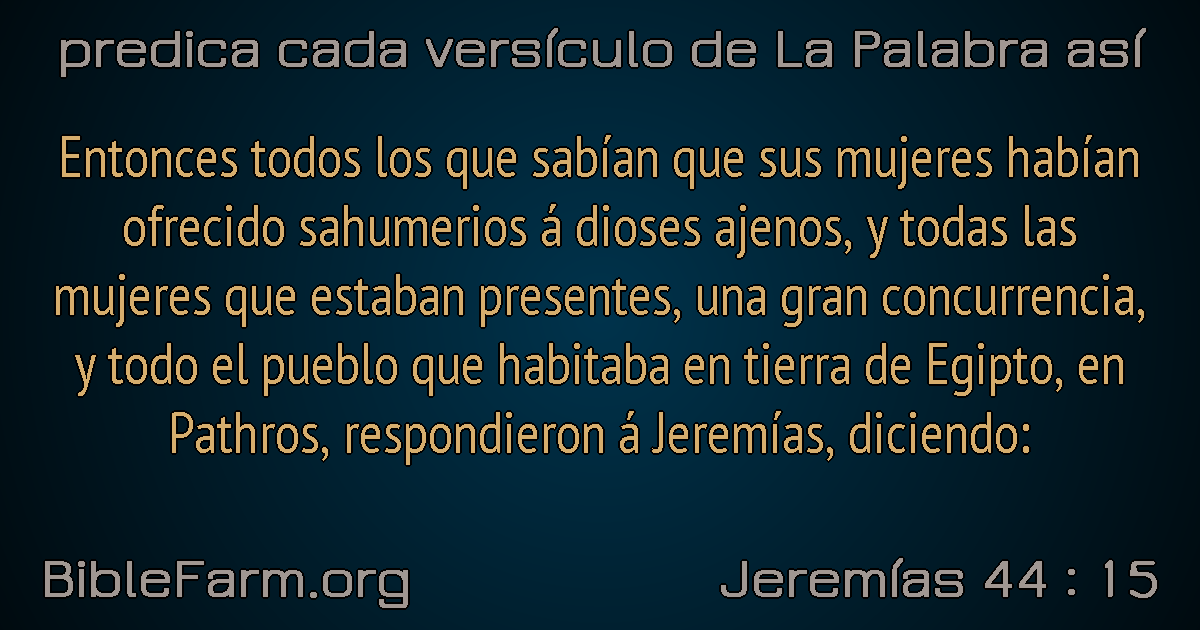 predica cada versículo de La Palabra así
Entonces todos los que sabían que sus mujeres habían
ofrecido sahumerios á dioses ajenos, y todas las
mujeres que estaban presentes, una gran concurrencia,
y todo el pueblo que habitaba en tierra de Egipto, en
Pathros, respondieron á Jeremías, diciendo:
BibleFarm.org
Jeremías 44 : 15